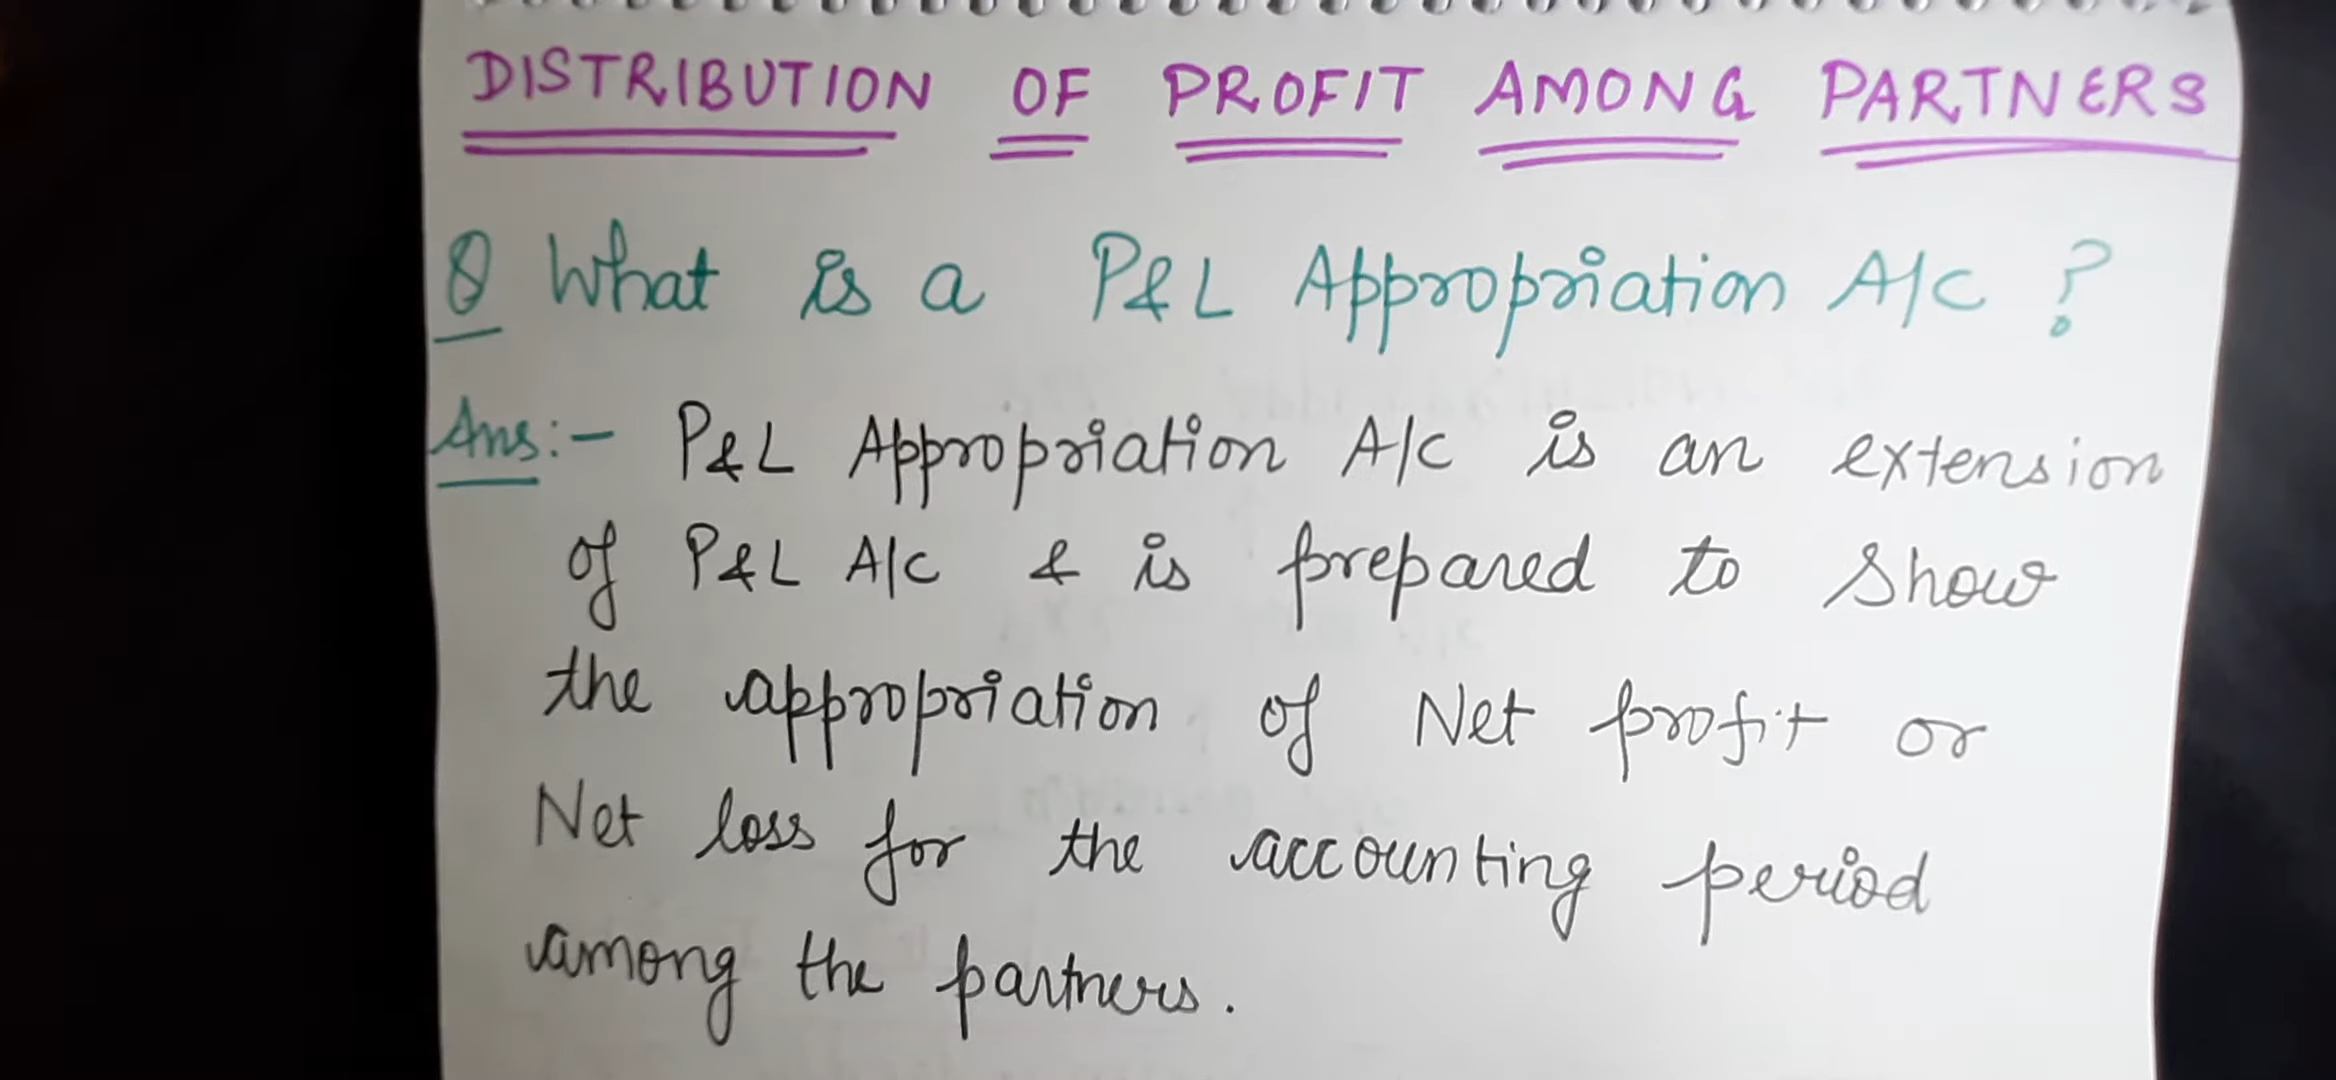 DISTRIBUTION OF PROFIT AMONG PARTNERS
Q What is a P&L Appropriation A/c ?
Ans:- P&L Appropriation A/c is an extension
of P&L A/c & is prepared to show
the appropriation of Net profit or
Net loss for the accounting period
among the partners.